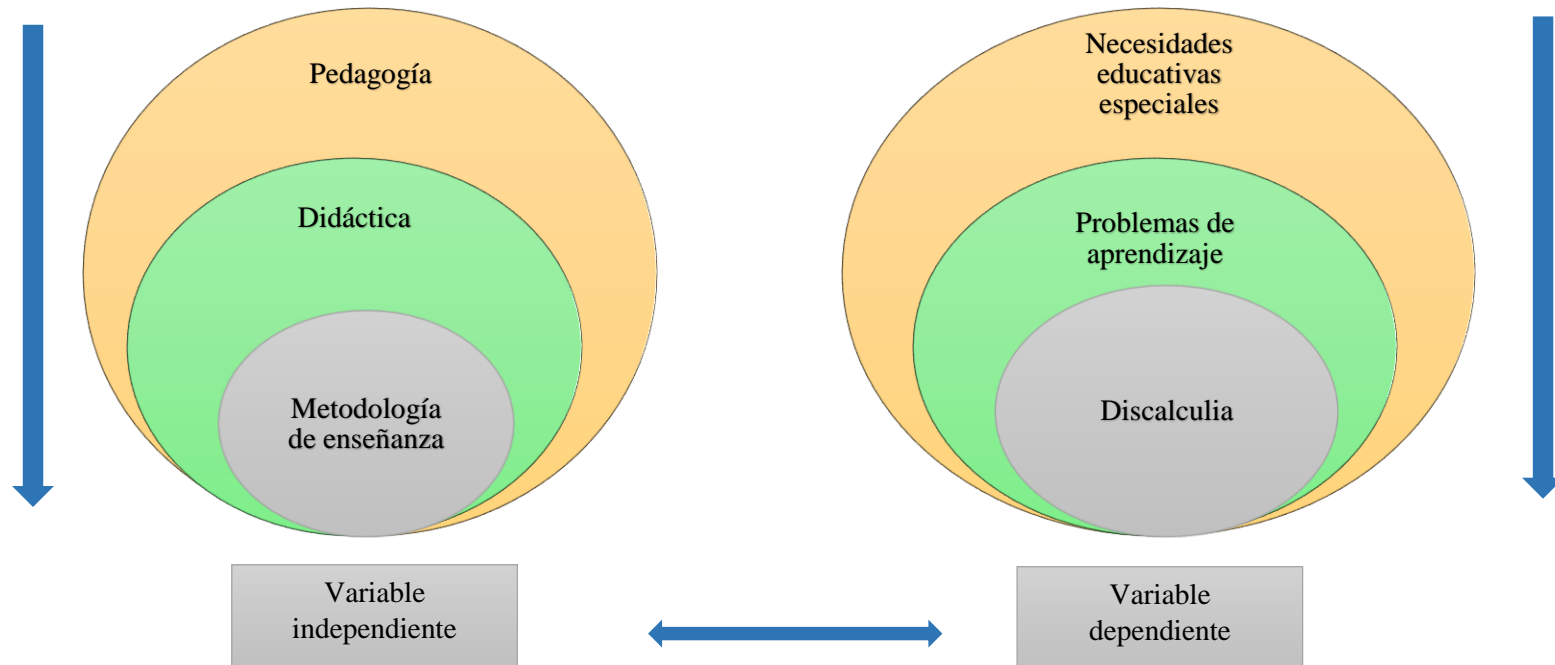 Pedagogía
Didáctica
Metodología
de enseñanza
Variable
independiente
Necesidades
educativas
especiales
Problemas de
aprendizaje
Discalculia
Variable
dependiente